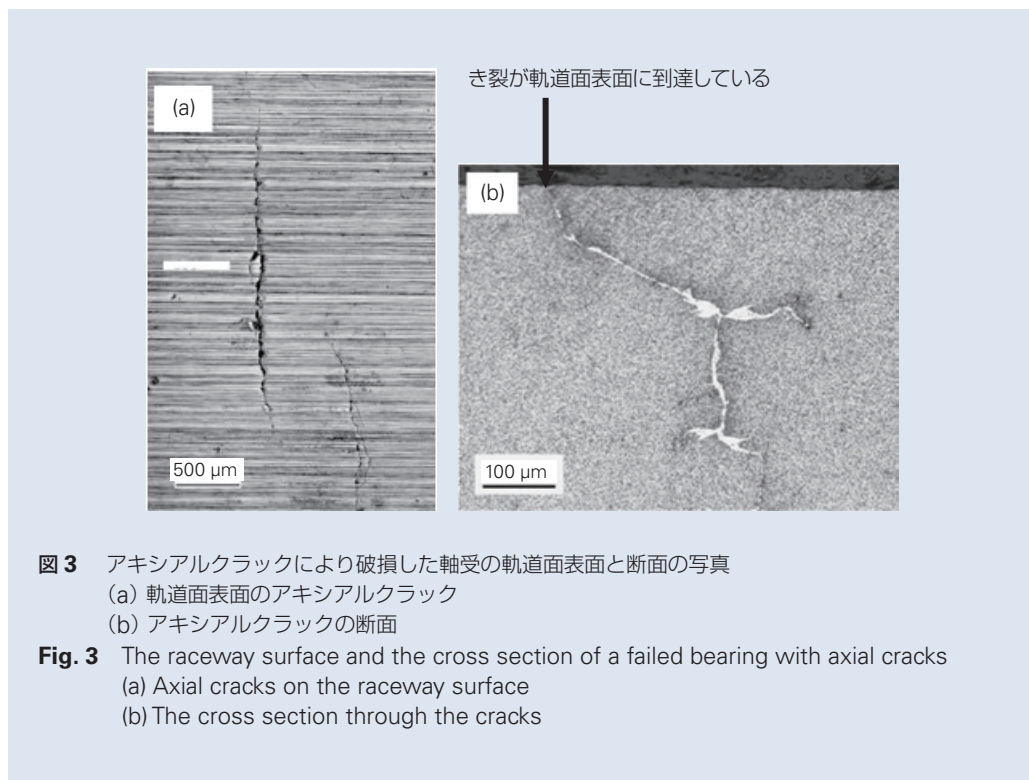 き裂が軌道面表面に到達している
(a)
(b)
500 µm
100 µm
図3 アキシアルクラックにより破損した軸受の軌道面表面と断面の写真
(a) 軌道面表面のアキシアルクラック
(b) アキシアルクラックの断面
Fig. 3 The raceway surface and the cross section of a failed bearing with axial cracks
(a) Axial cracks on the raceway surface
(b) The cross section through the cracks